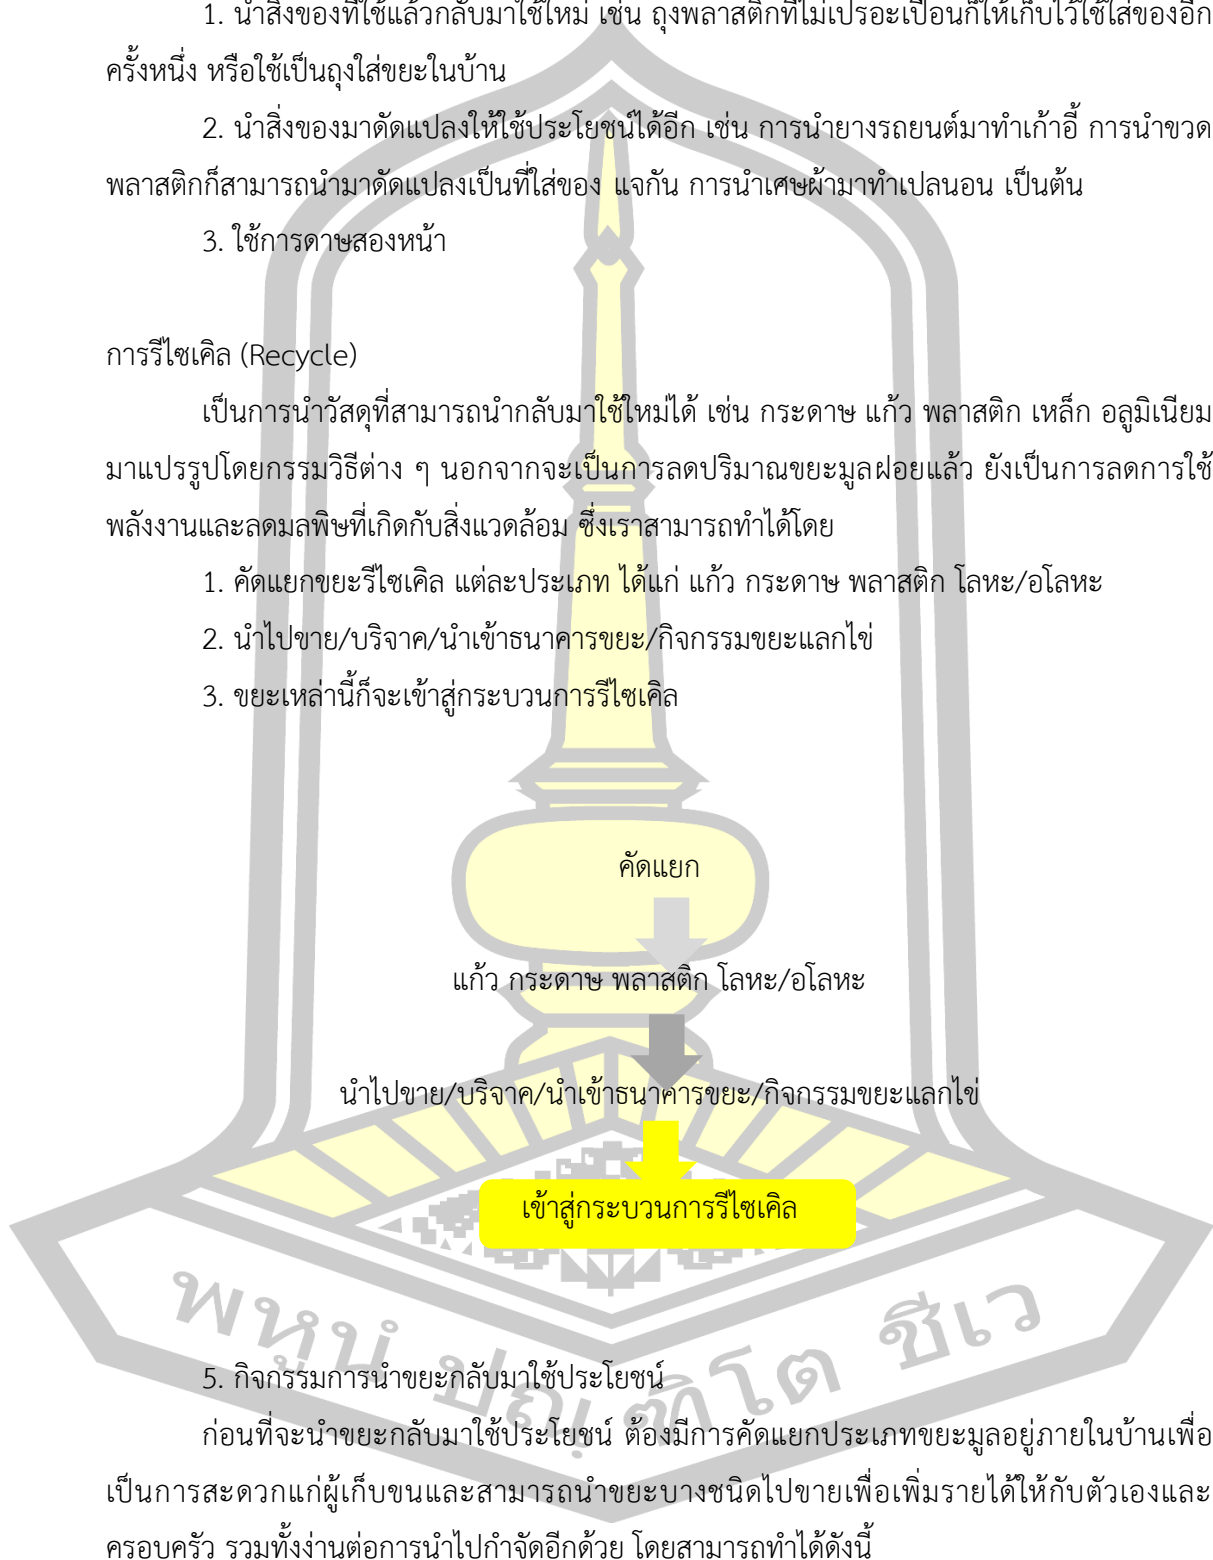 1. นำสิ่งของที่ใช้แล้วกลับมาใช้ใหม่ เช่น ถุงพลาสติกที่ไม่เปรอะเปื้อนก็ให้เก็บไว้ใช้ใส่ของอีก
ครั้งหนึ่ง หรือใช้เป็นถุงใส่ขยะในบ้าน
2. นำสิ่งของมาดัดแปลงให้ใช้ประโยชน์ได้อีก เช่น การนำยางรถยนต์มาทำเก้าอี้ การนำขวด
พลาสติกก็สามารถนำมาดัดแปลงเป็นที่ใส่ของ แจกัน การนำเศษผ้ามาทำเปลนอน เป็นต้น
3. ใช้การดาษสองหน้า
การรีไซเคิล (Recycle)
เป็นการนำวัสดุที่สามารถนำกลับมาใช้ใหม่ได้ เช่น กระดาษ แก้ว พลาสติก เหล็ก อลูมิเนียม
มาแปรรูปโดยกรรมวิธีต่าง ๆ นอกจากจะเป็นการลดปริมาณขยะมูลฝอยแล้ว ยังเป็นการลดการใช้
พลังงานและลดมลพิษที่เกิดกับสิ่งแวดล้อม ซึ่งเราสามารถทำได้โดย
1. คัดแยกขยะรีไซเคิล แต่ละประเภท ได้แก่ แก้ว กระดาษ พลาสติก โลหะ/อโลหะ
2. นำไปขาย/บริจาค/นำเข้าธนาคารขยะ/กิจกรรมขยะแลกไข่
3. ขยะเหล่านี้ก็จะเข้าสู่กระบวนการรีไซเคิล
คัดแยก
แก้ว กระดาษ พลาสติก โลหะ/อโลหะ
นำไปขาย/บริจาค/นำเข้าธนาคารขยะ/กิจกรรมขยะแลกไข่
เข้าสู่กระบวนการรีไซเคิล
พหูนํ ปณฺฑิโต ชีเว
5. กิจกรรมการนำขยะกลับมาใช้ประโยชน์
ก่อนที่จะนำขยะกลับมาใช้ประโยชน์ ต้องมีการคัดแยกประเภทขยะมูลอยู่ภายในบ้านเพื่อ
เป็นการสะดวกแก่ผู้เก็บขนและสามารถนำขยะบางชนิดไปขายเพื่อเพิ่มรายได้ให้กับตัวเองและ
ครอบครัว รวมทั้งง่านต่อการนำไปกำจัดอีกด้วย โดยสามารถทำได้ดังนี้